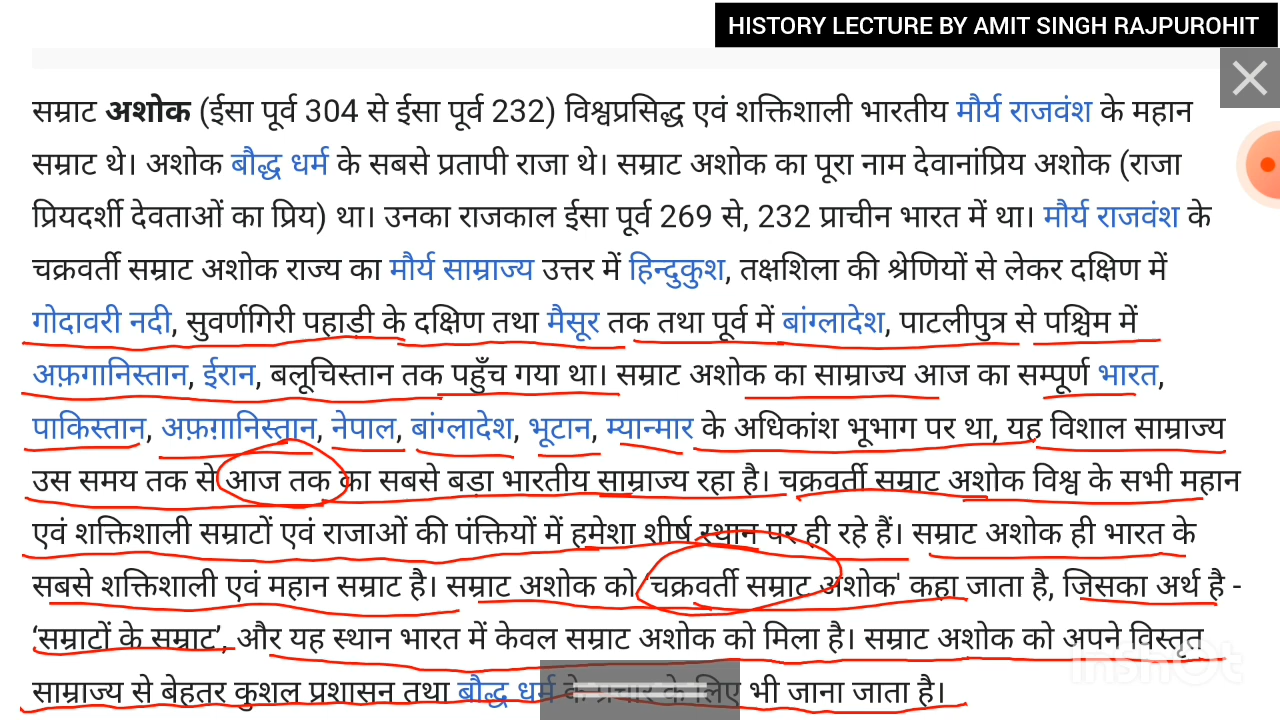 HISTORY LECTURE BY AMIT SINGH RAJPUROHIT
सम्राट अशोक (ईसा पूर्व 304 से ईसा पूर्व 232) विश्वप्रसिद्ध एवं शक्तिशाली भारतीय मौर्य राजवंश के महान
सम्राट थे। अशोक बौद्ध धर्म के सबसे प्रतापी राजा थे। सम्राट अशोक का पूरा नाम देवानांप्रिय अशोक (राजा
प्रियदर्शी देवताओं का प्रिय) था। उनका राजकाल ईसा पूर्व 269 से, 232 प्राचीन भारत में था। मौर्य राजवंश के
चक्रवर्ती सम्राट अशोक राज्य का मौर्य साम्राज्य उत्तर में हिन्दुकुश, तक्षशिला की श्रेणियों से लेकर दक्षिण में
गोदावरी नदी, सुवर्णगिरी पहाड़ी के दक्षिण तथा मैसूर तक तथा पूर्व में बांग्लादेश, पाटलीपुत्र से पश्चिम में
अफ़गानिस्तान, ईरान, बलूचिस्तान तक पहुँच गया था। सम्राट अशोक का साम्राज्य आज का सम्पूर्ण भारत,
पाकिस्तान, अफ़ग़ानिस्तान, नेपाल, बांग्लादेश, भूटान, म्यान्मार के अधिकांश भूभाग पर था, यह विशाल साम्राज्य
उस समय तक से आज तक का सबसे बड़ा भारतीय साम्राज्य रहा है। चक्रवर्ती सम्राट अशोक विश्व के सभी महान
एवं शक्तिशाली सम्राटों एवं राजाओं की पंक्तियों में हमेशा शीर्ष स्थान पर ही रहे हैं। सम्राट अशोक ही भारत के
सबसे शक्तिशाली एवं महान सम्राट है। सम्राट अशोक को 'चक्रवर्ती सम्राट अशोक' कहा जाता है, जिसका अर्थ है -
‘सम्राटों के सम्राट’, और यह स्थान भारत में केवल सम्राट अशोक को मिला है। सम्राट अशोक को अपने विस्तृत
साम्राज्य से बेहतर कुशल प्रशासन तथा बौद्ध धर्म के प्रचार के लिए भी जाना जाता है।
InShOt